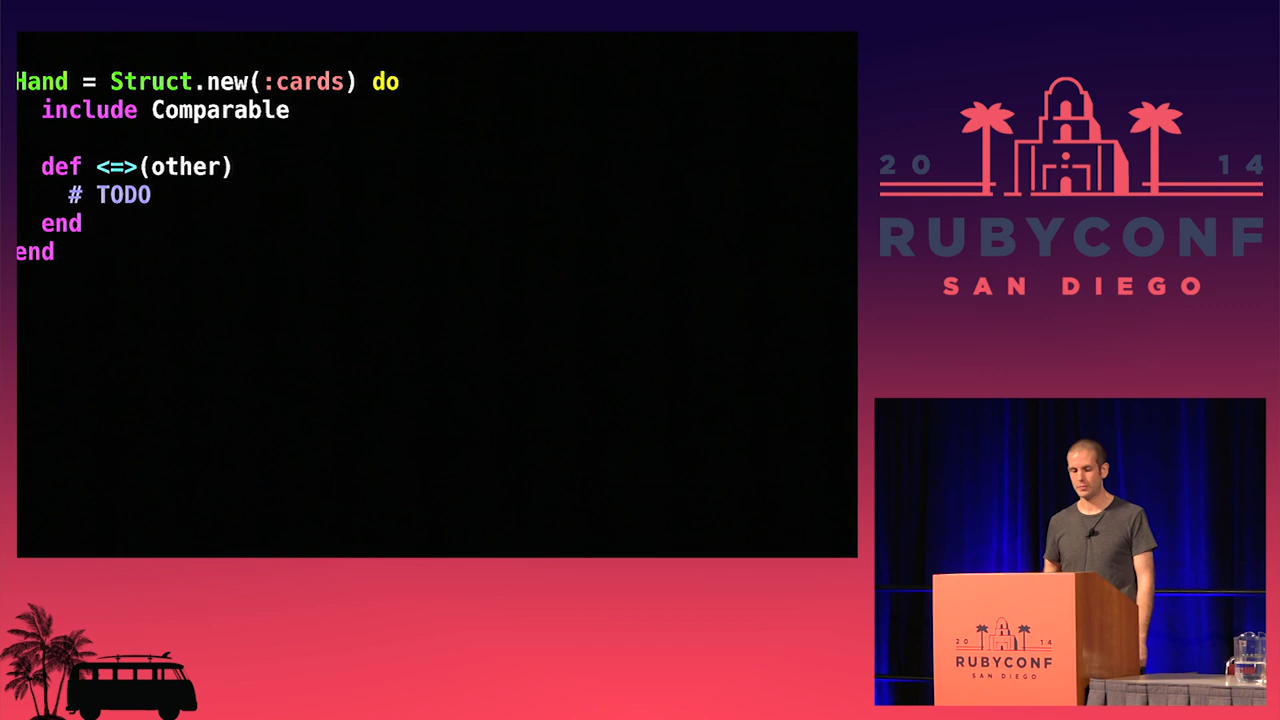 Hand = Struct.new(:cards) do
  include Comparable

  def <=>(other)
    # TODO
  end
end
20 14
RUBYCONF
SAN DIEGO
20 14
RUBYCONF
SAN DIEGO